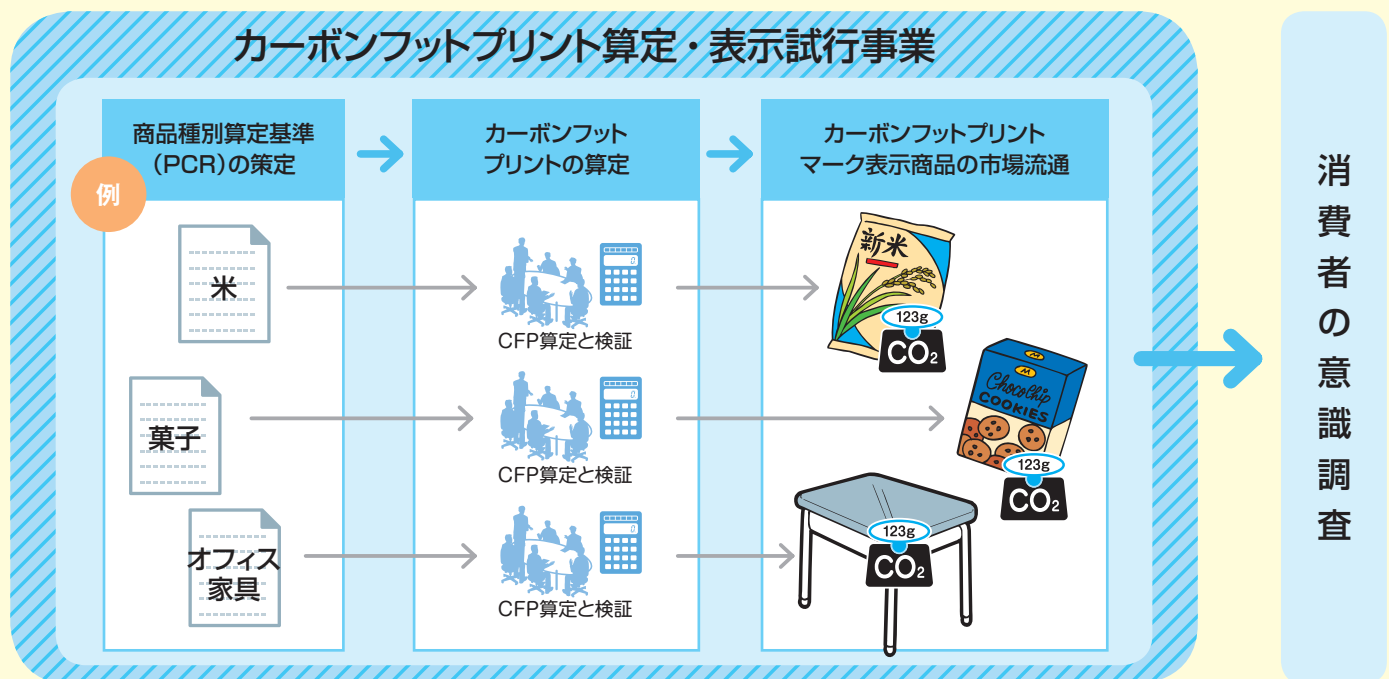 カーボンフットプリント算定・表示試行事業
商品種別算定基準
（PCR）の策定
カーボンフット
プリントの算定
カーボンフットプリント
マーク表示商品の市場流通
例
米
CFP算定と検証
新米
123g
CO₂
菓子
CFP算定と検証
M
M
ChocoChip
COOKIES
123g
CO₂
オフィス
家具
CFP算定と検証
123g
CO₂
0
0
0
消費者の意識調査